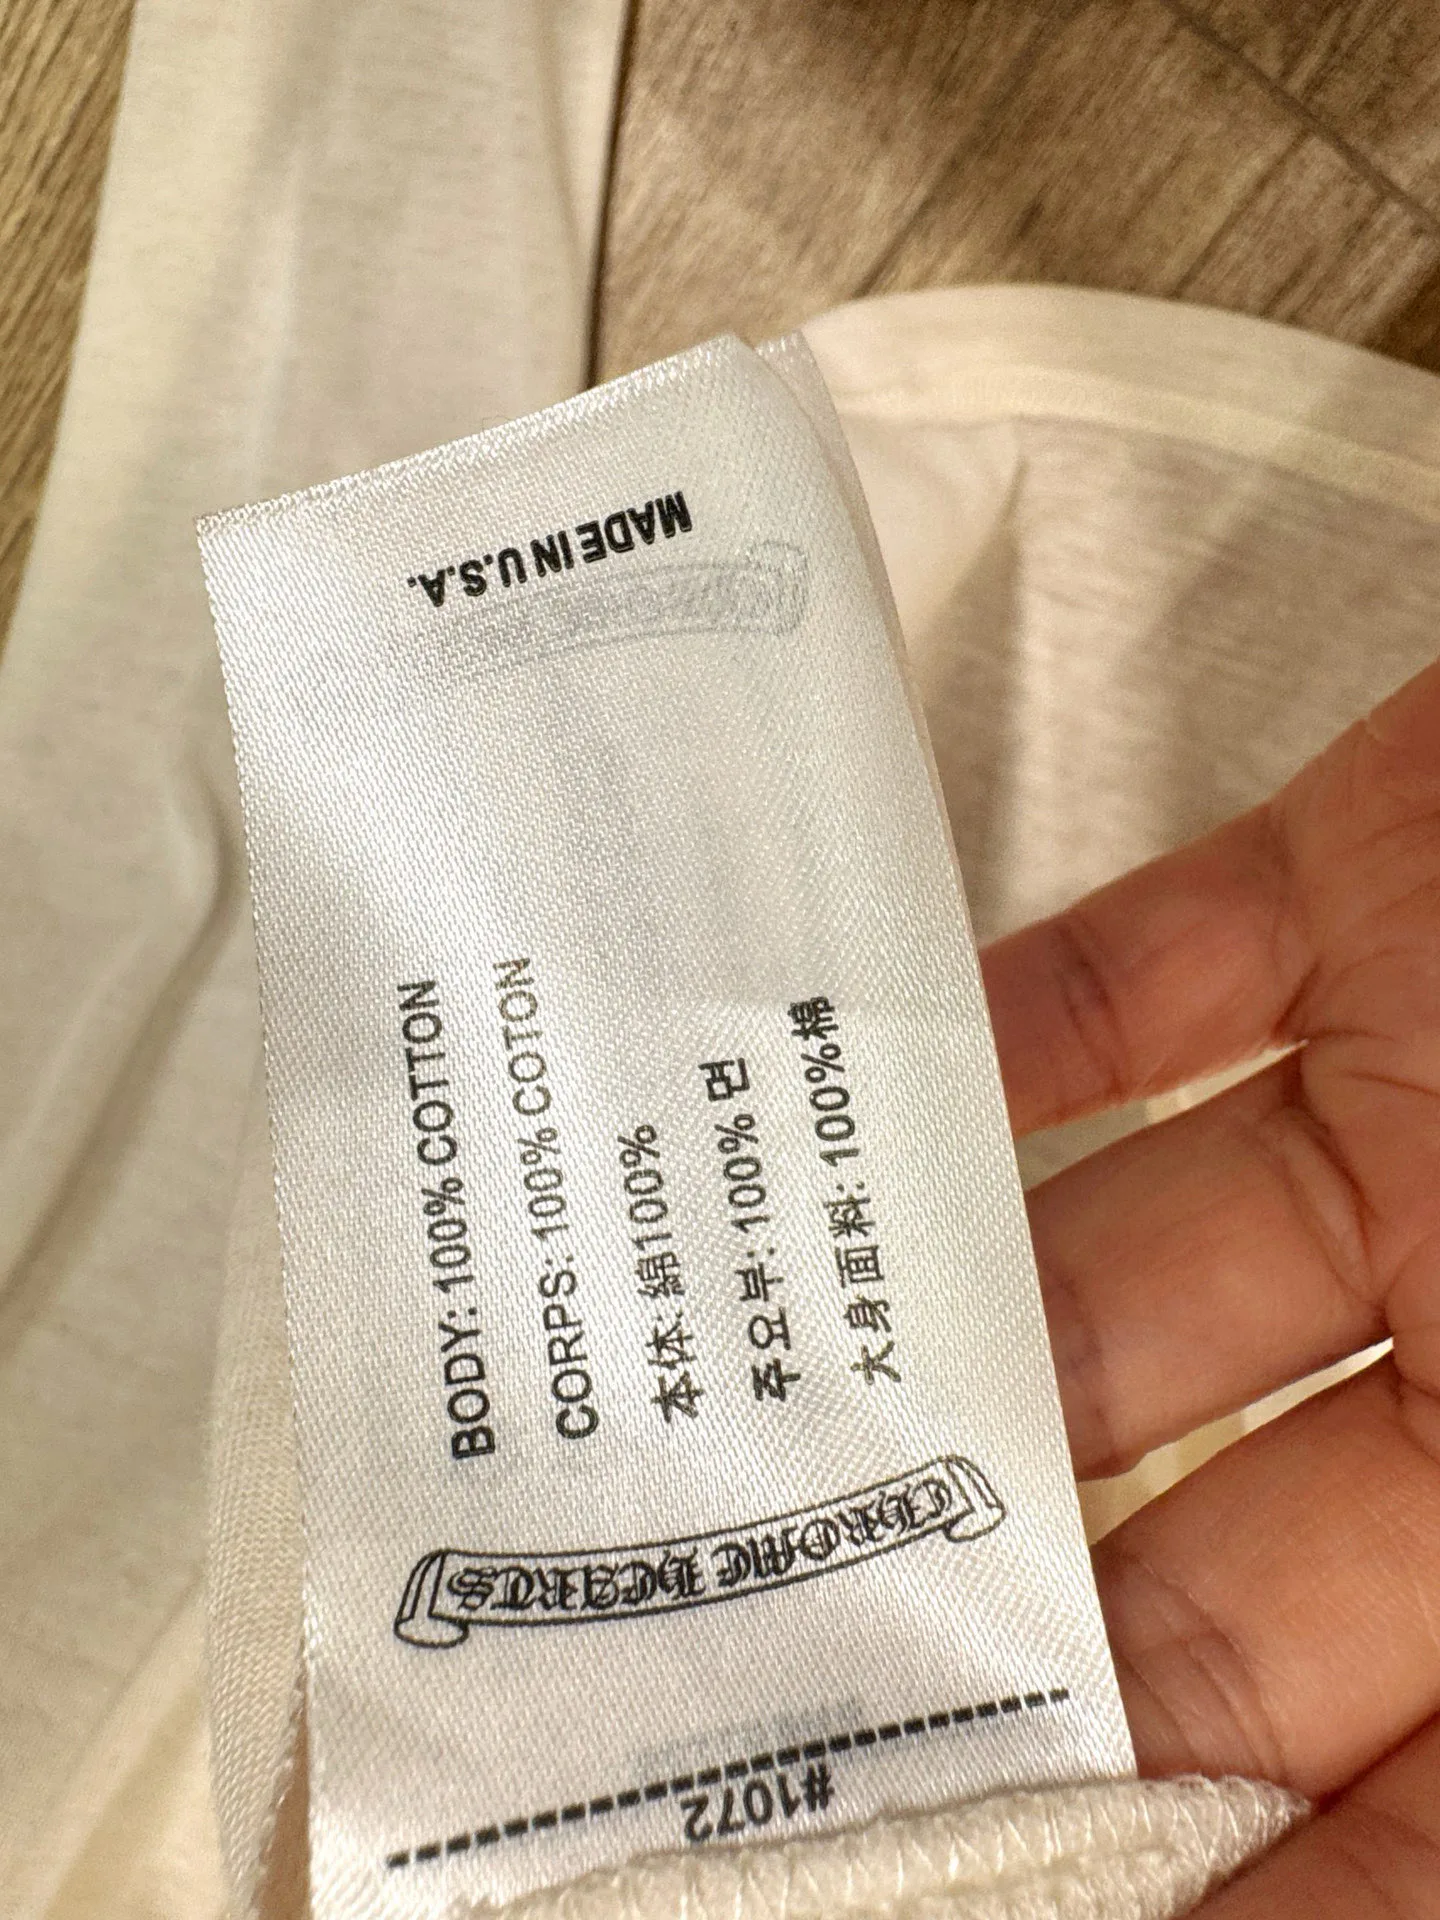 MADE IN U.S.A.
BODY: 100% COTTON
CORPS: 100% COTON
本体: 綿100%
주요부: 100% 면
大身面料: 100%棉
CHROME HEARTS
#1072